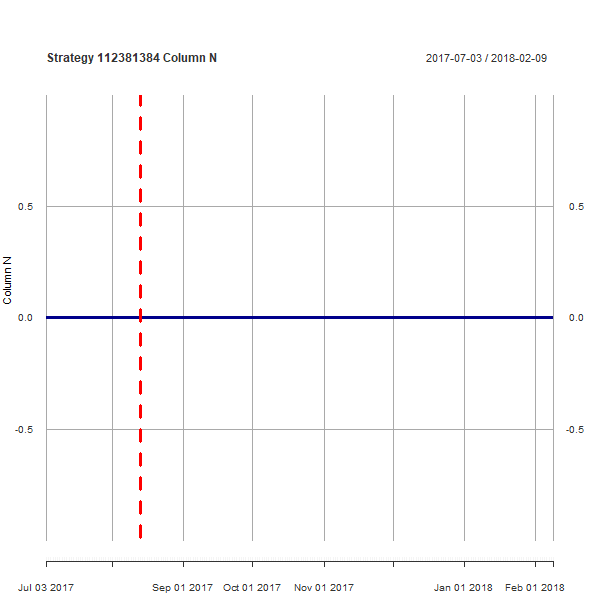 Strategy 112381384 Column N
2017-07-03 / 2018-02-09
0.5
0.5
Column N
0.0
0.0
-0.5
-0.5
Jul 03 2017
Sep 01 2017
Oct 01 2017
Nov 01 2017
Jan 01 2018
Feb 01 2018